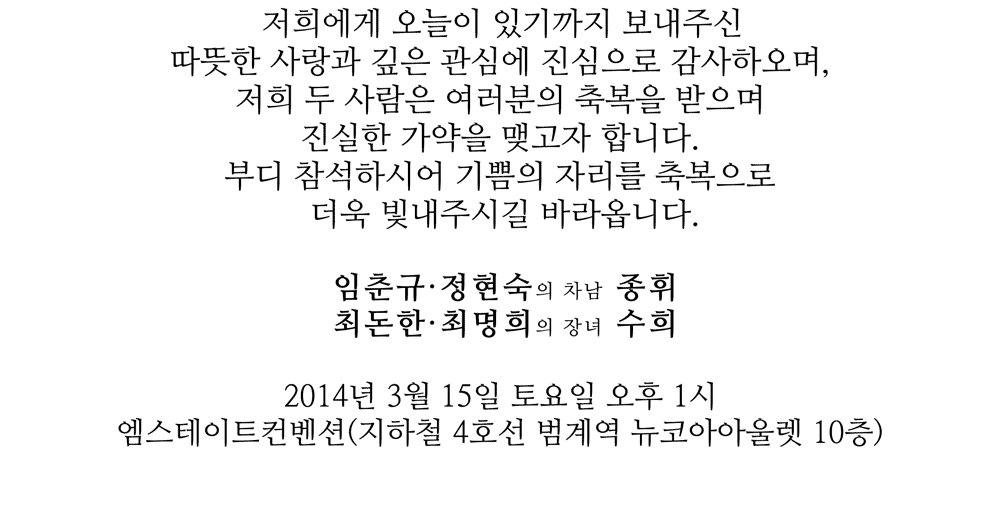 저희에게 오늘이 있기까지 보내주신
따뜻한 사랑과 깊은 관심에 진심으로 감사하오며,
저희 두 사람은 여러분의 축복을 받으며
진실한 가약을 맺고자 합니다.
부디 참석하시어 기쁨의 자리를 축복으로
더욱 빛내주시길 바라옵니다.
임춘규·정현숙의 차남 종휘
최돈한·최명희의 장녀 수희
2014년 3월 15일 토요일 오후 1시
엠스테이트컨벤션(지하철 4호선 범계역 뉴코아아울렛 10층)